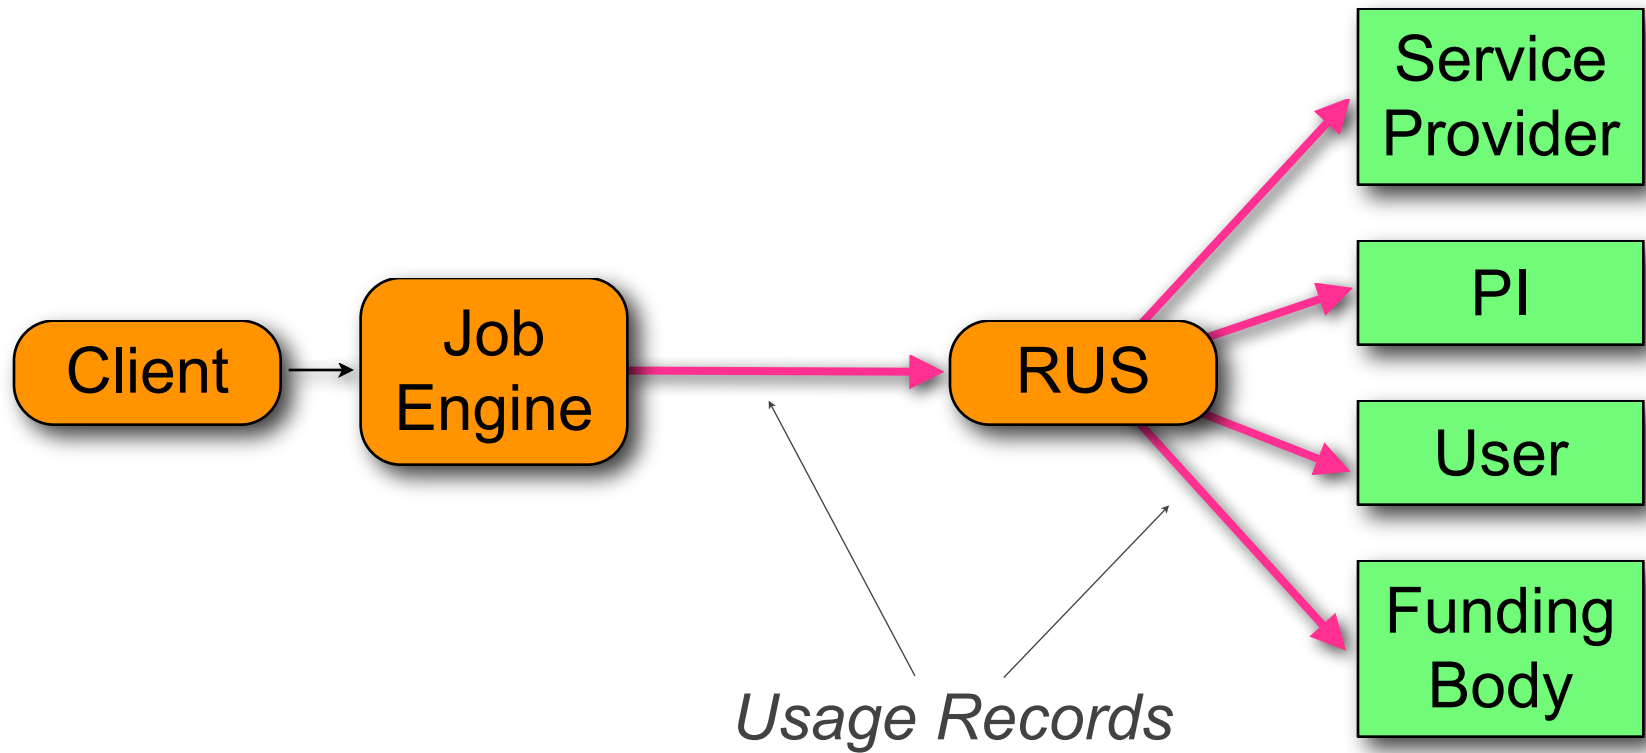 Client
Job
Engine
RUS
Service
Provider
PI
User
Funding
Body
Usage Records